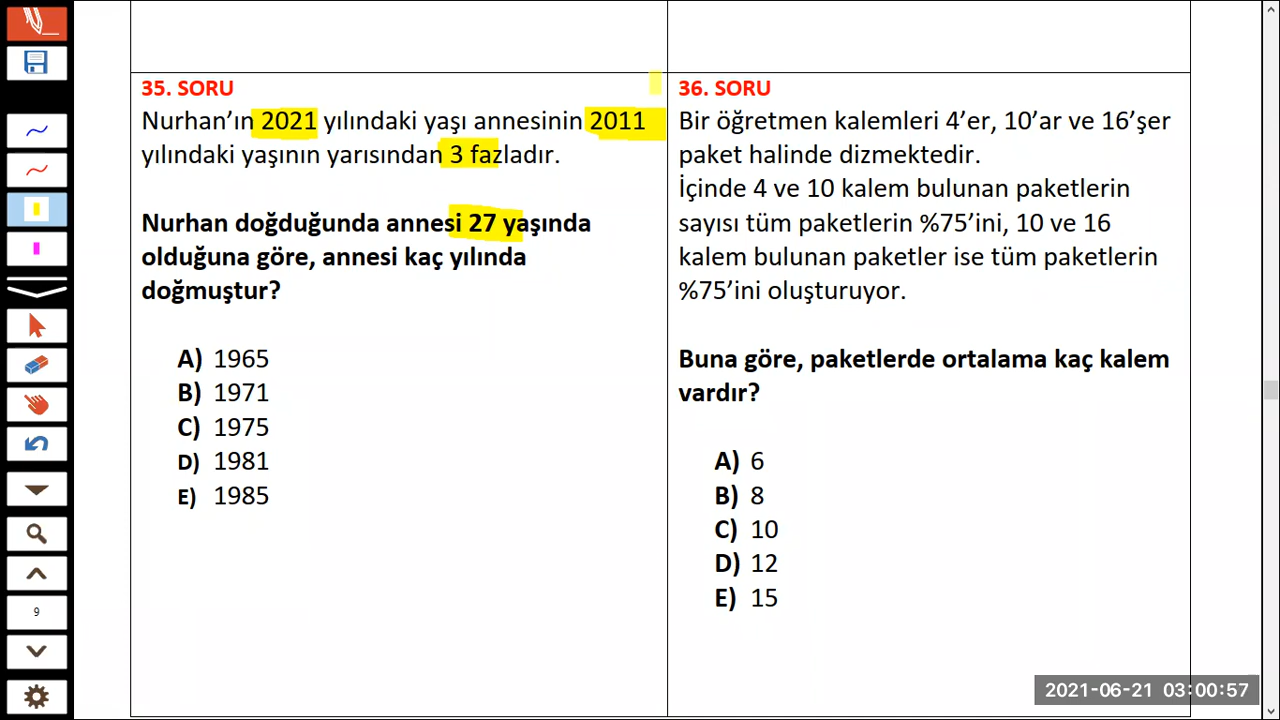 35. SORU
Nurhan'ın 2021 yılındaki yaşı annesinin 2011
yılındaki yaşının yarısından 3 fazladır.
Nurhan doğduğunda annesi 27 yaşında
olduğuna göre, annesi kaç yılında
doğmuştur?
A) 1965
B) 1971
C) 1975
D) 1981
E) 1985
36. SORU
Bir öğretmen kalemleri 4'er, 10'ar ve 16'şer
paket halinde dizmektedir.
İçinde 4 ve 10 kalem bulunan paketlerin
sayısı tüm paketlerin %75'ini, 10 ve 16
kalem bulunan paketler ise tüm paketlerin
%75'ini oluşturuyor.
Buna göre, paketlerde ortalama kaç kalem
vardır?
A) 6
B) 8
C) 10
D) 12
E) 15
9
2021-06-21 03:00:57